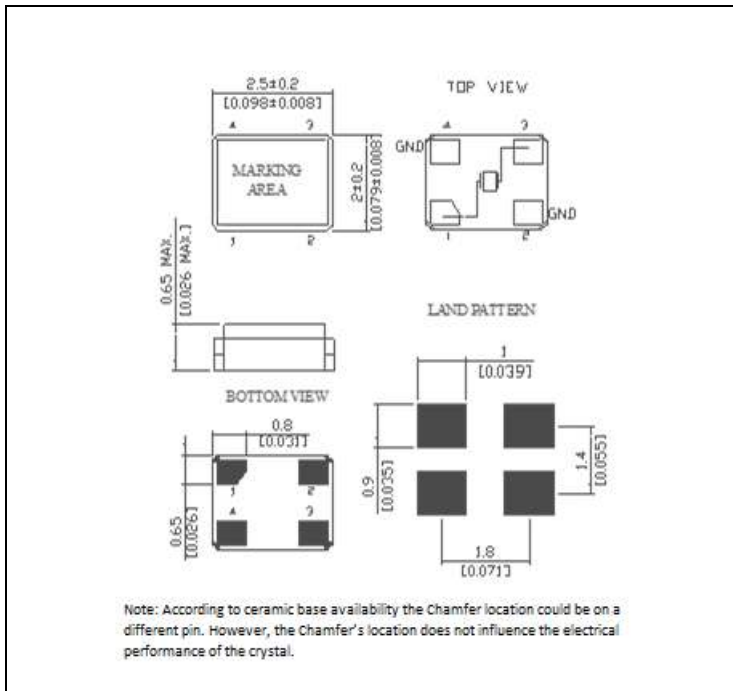 2.5±0.2
[0.098±0.008]
4 3
MARKING
AREA
1 2
2±0.2
[0.079±0.008]
TOP VIEW
4 3
GND
GND
1 2
0.65 MAX.
[0.026 MAX.]
LAND PATTERN
1
[0.039]
0.9
[0.035]
1.4
[0.055]
1.8
[0.071]
BOTTOM VIEW
0.8
[0.031]
1 2
4 3
0.65
[0.026]
Note: According to ceramic base availability the Chamfer location could be on a
different pin. However, the Chamfer's location does not influence the electrical
performance of the crystal.